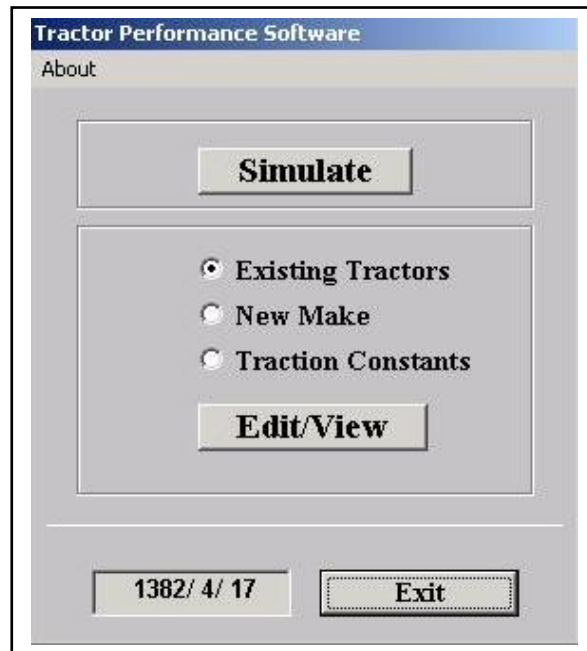 Tractor Performance Software
About
Simulate
Existing Tractors
New Make
Traction Constants
Edit/View
1382/ 4/ 17
Exit